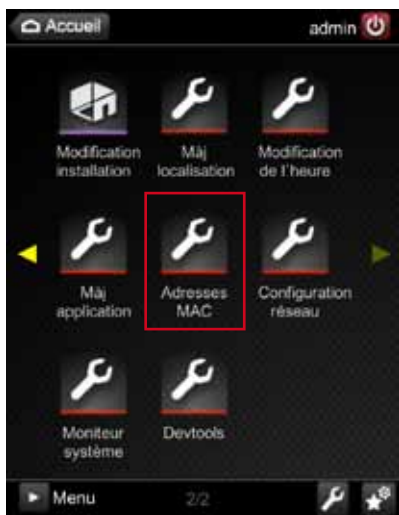 Accueil
admin
Modification
installation
Màj
localisation
Modification
de l'heure
Màj
application
Adresses
MAC
Configuration
réseau
Moniteur
système
Devtools
Menu
2/2